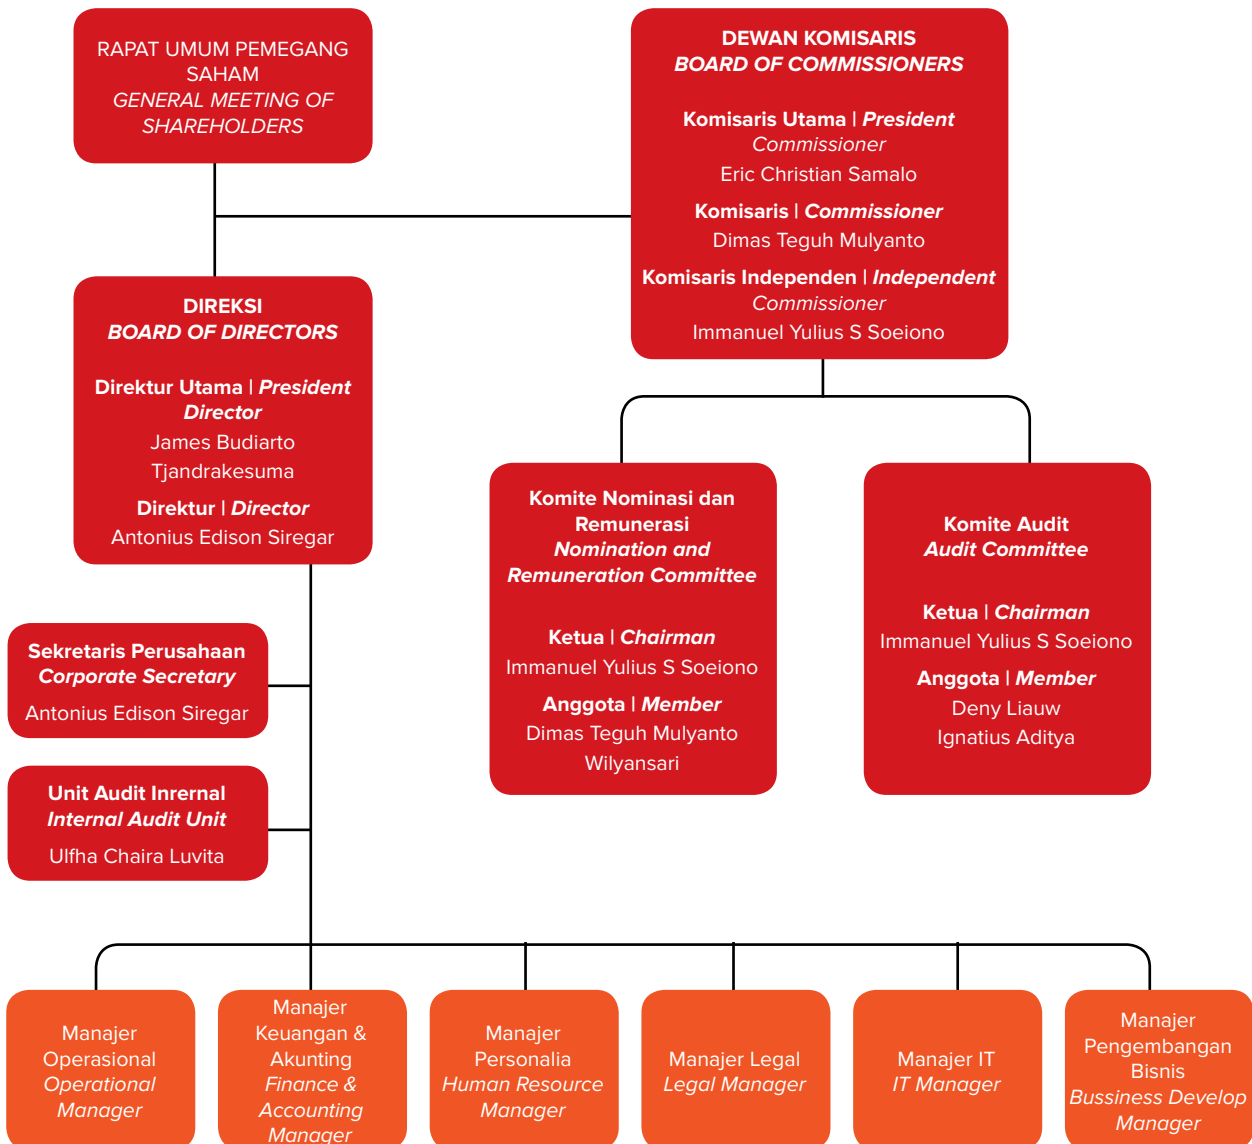 RAPAT UMUM PEMEGANG
SAHAM
GENERAL MEETING OF
SHAREHOLDERS
DEWAN KOMISARIS
BOARD OF COMMISSIONERS
Komisaris Utama | President
Commissioner
Eric Christian Samalo
Komisaris | Commissioner
Dimas Teguh Mulyanto
Komisaris Independen | Independent
Commissioner
Immanuel Yulius S Soeiono
DIREKSI
BOARD OF DIRECTORS
Direktur Utama | President
Director
James Budiarto
Tjandrakesuma
Direktur | Director
Antonius Edison Siregar
Komite Nominasi dan
Remunerasi
Nomination and
Remuneration Committee
Ketua | Chairman
Immanuel Yulius S Soeiono
Anggota | Member
Dimas Teguh Mulyanto
Wilyansari
Komite Audit
Audit Committee
Ketua | Chairman
Immanuel Yulius S Soeiono
Anggota | Member
Deny Liauw
Ignatius Aditya
Sekretaris Perusahaan
Corporate Secretary
Antonius Edison Siregar
Unit Audit Inrernal
Internal Audit Unit
Ulfha Chaira Luvita
Manajer
Operasional
Operational
Manager
Manajer
Keuangan &
Akunting
Finance &
Accounting
Manager
Manajer
Personalia
Human Resource
Manager
Manajer Legal
Legal Manager
Manajer IT
IT Manager
Manajer
Pengembangan
Bisnis
Bussiness Develop
Manager